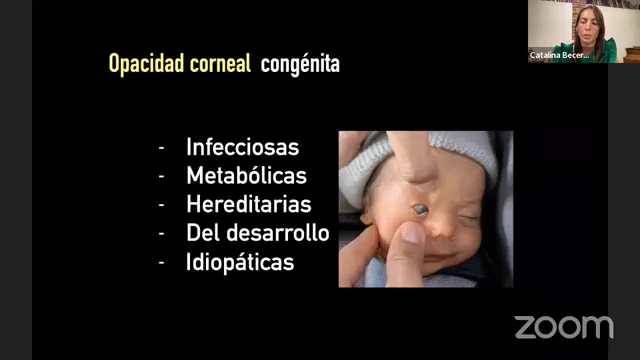 Opacidad corneal congénita
- Infecciosas
- Metabólicas
- Hereditarias
- Del desarrollo
- Idiopáticas
Catalina Becer...
zoom